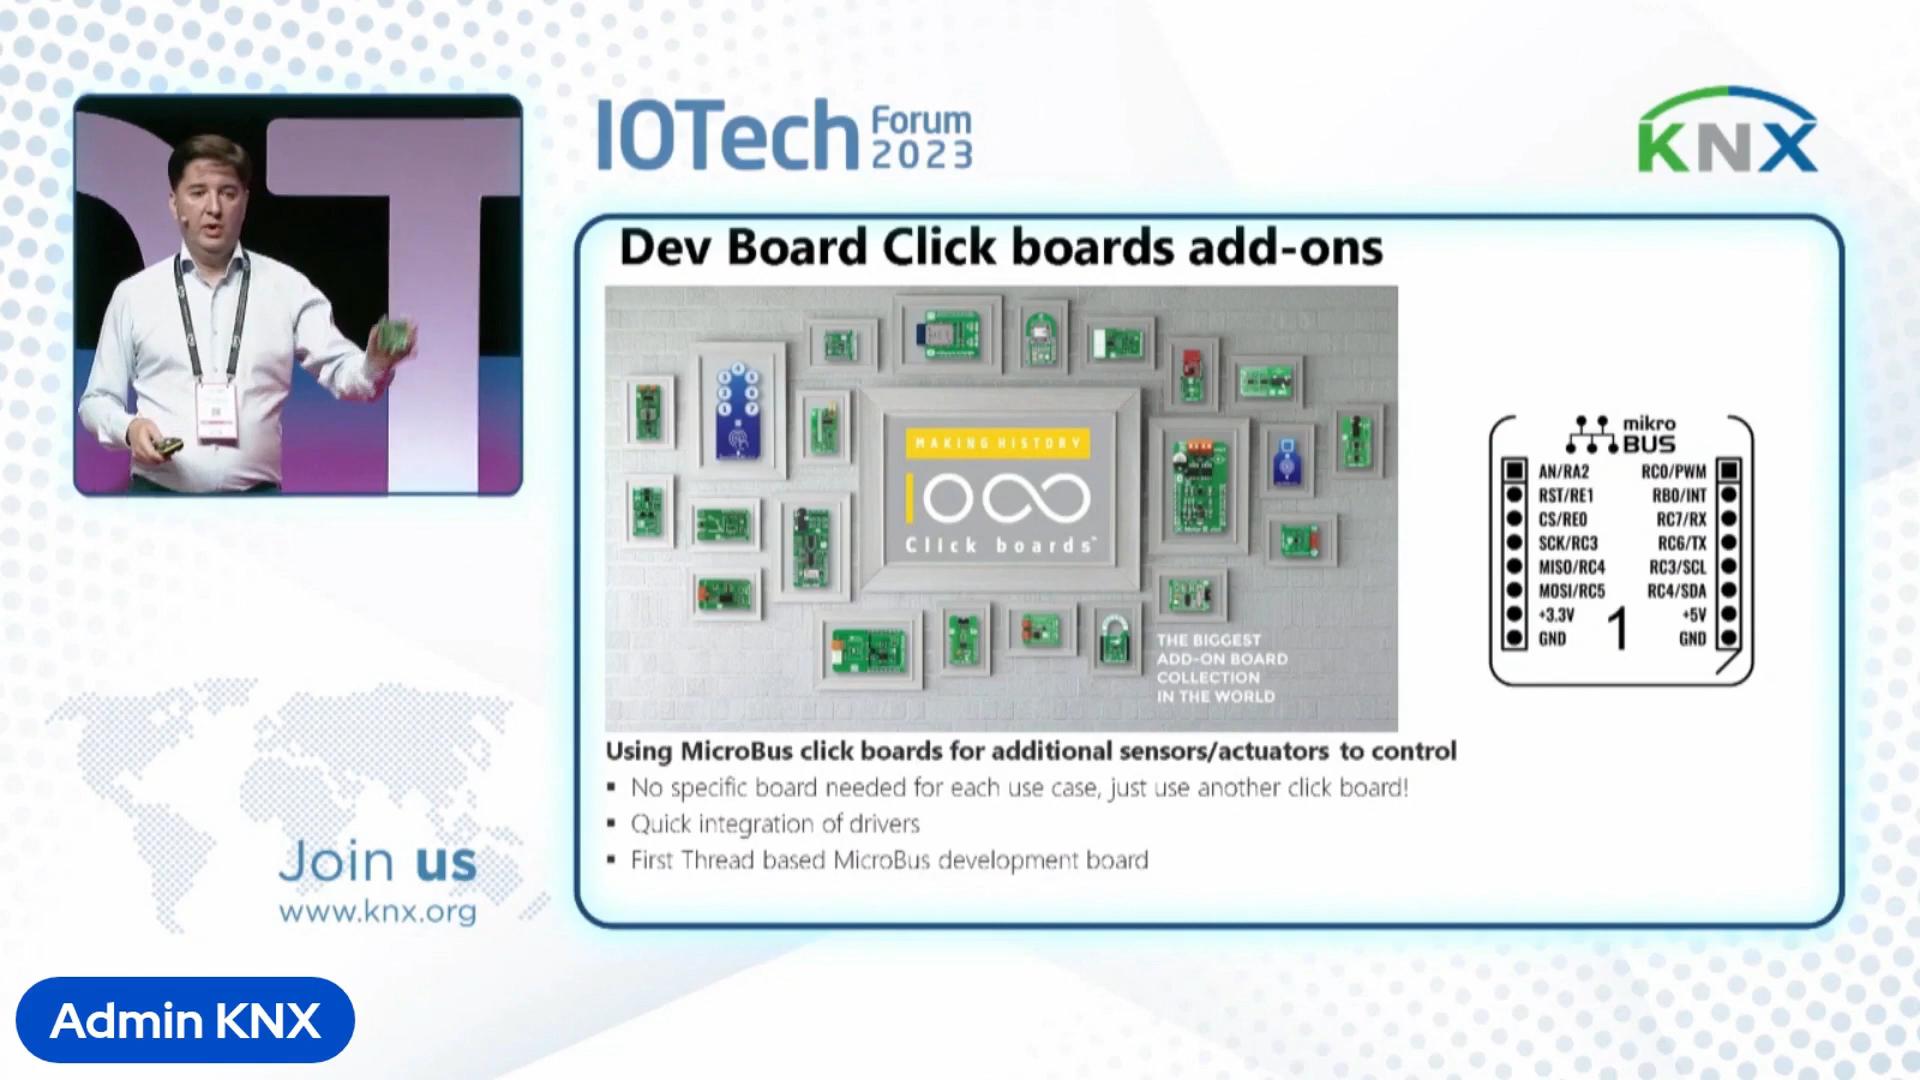 IOTech Forum 2023
KNX
Dev Board Click boards add-ons
MAKING HISTORY
1000
Click boards™
THE BIGGEST
ADD-ON BOARD
COLLECTION
IN THE WORLD
mikro
BUS
AN/RA2 RC0/PWM
RST/RE1 RB0/INT
CS/RE0 RC7/RX
SCK/RC3 RC6/TX
MISO/RC4 RC3/SCL
MOSI/RC5 RC4/SDA
+3.3V 1 +5V
GND GND
Using MicroBus click boards for additional sensors/actuators to control
▪ No specific board needed for each use case, just use another click board!
▪ Quick integration of drivers
▪ First Thread based MicroBus development board
Join us
www.knx.org
Admin KNX